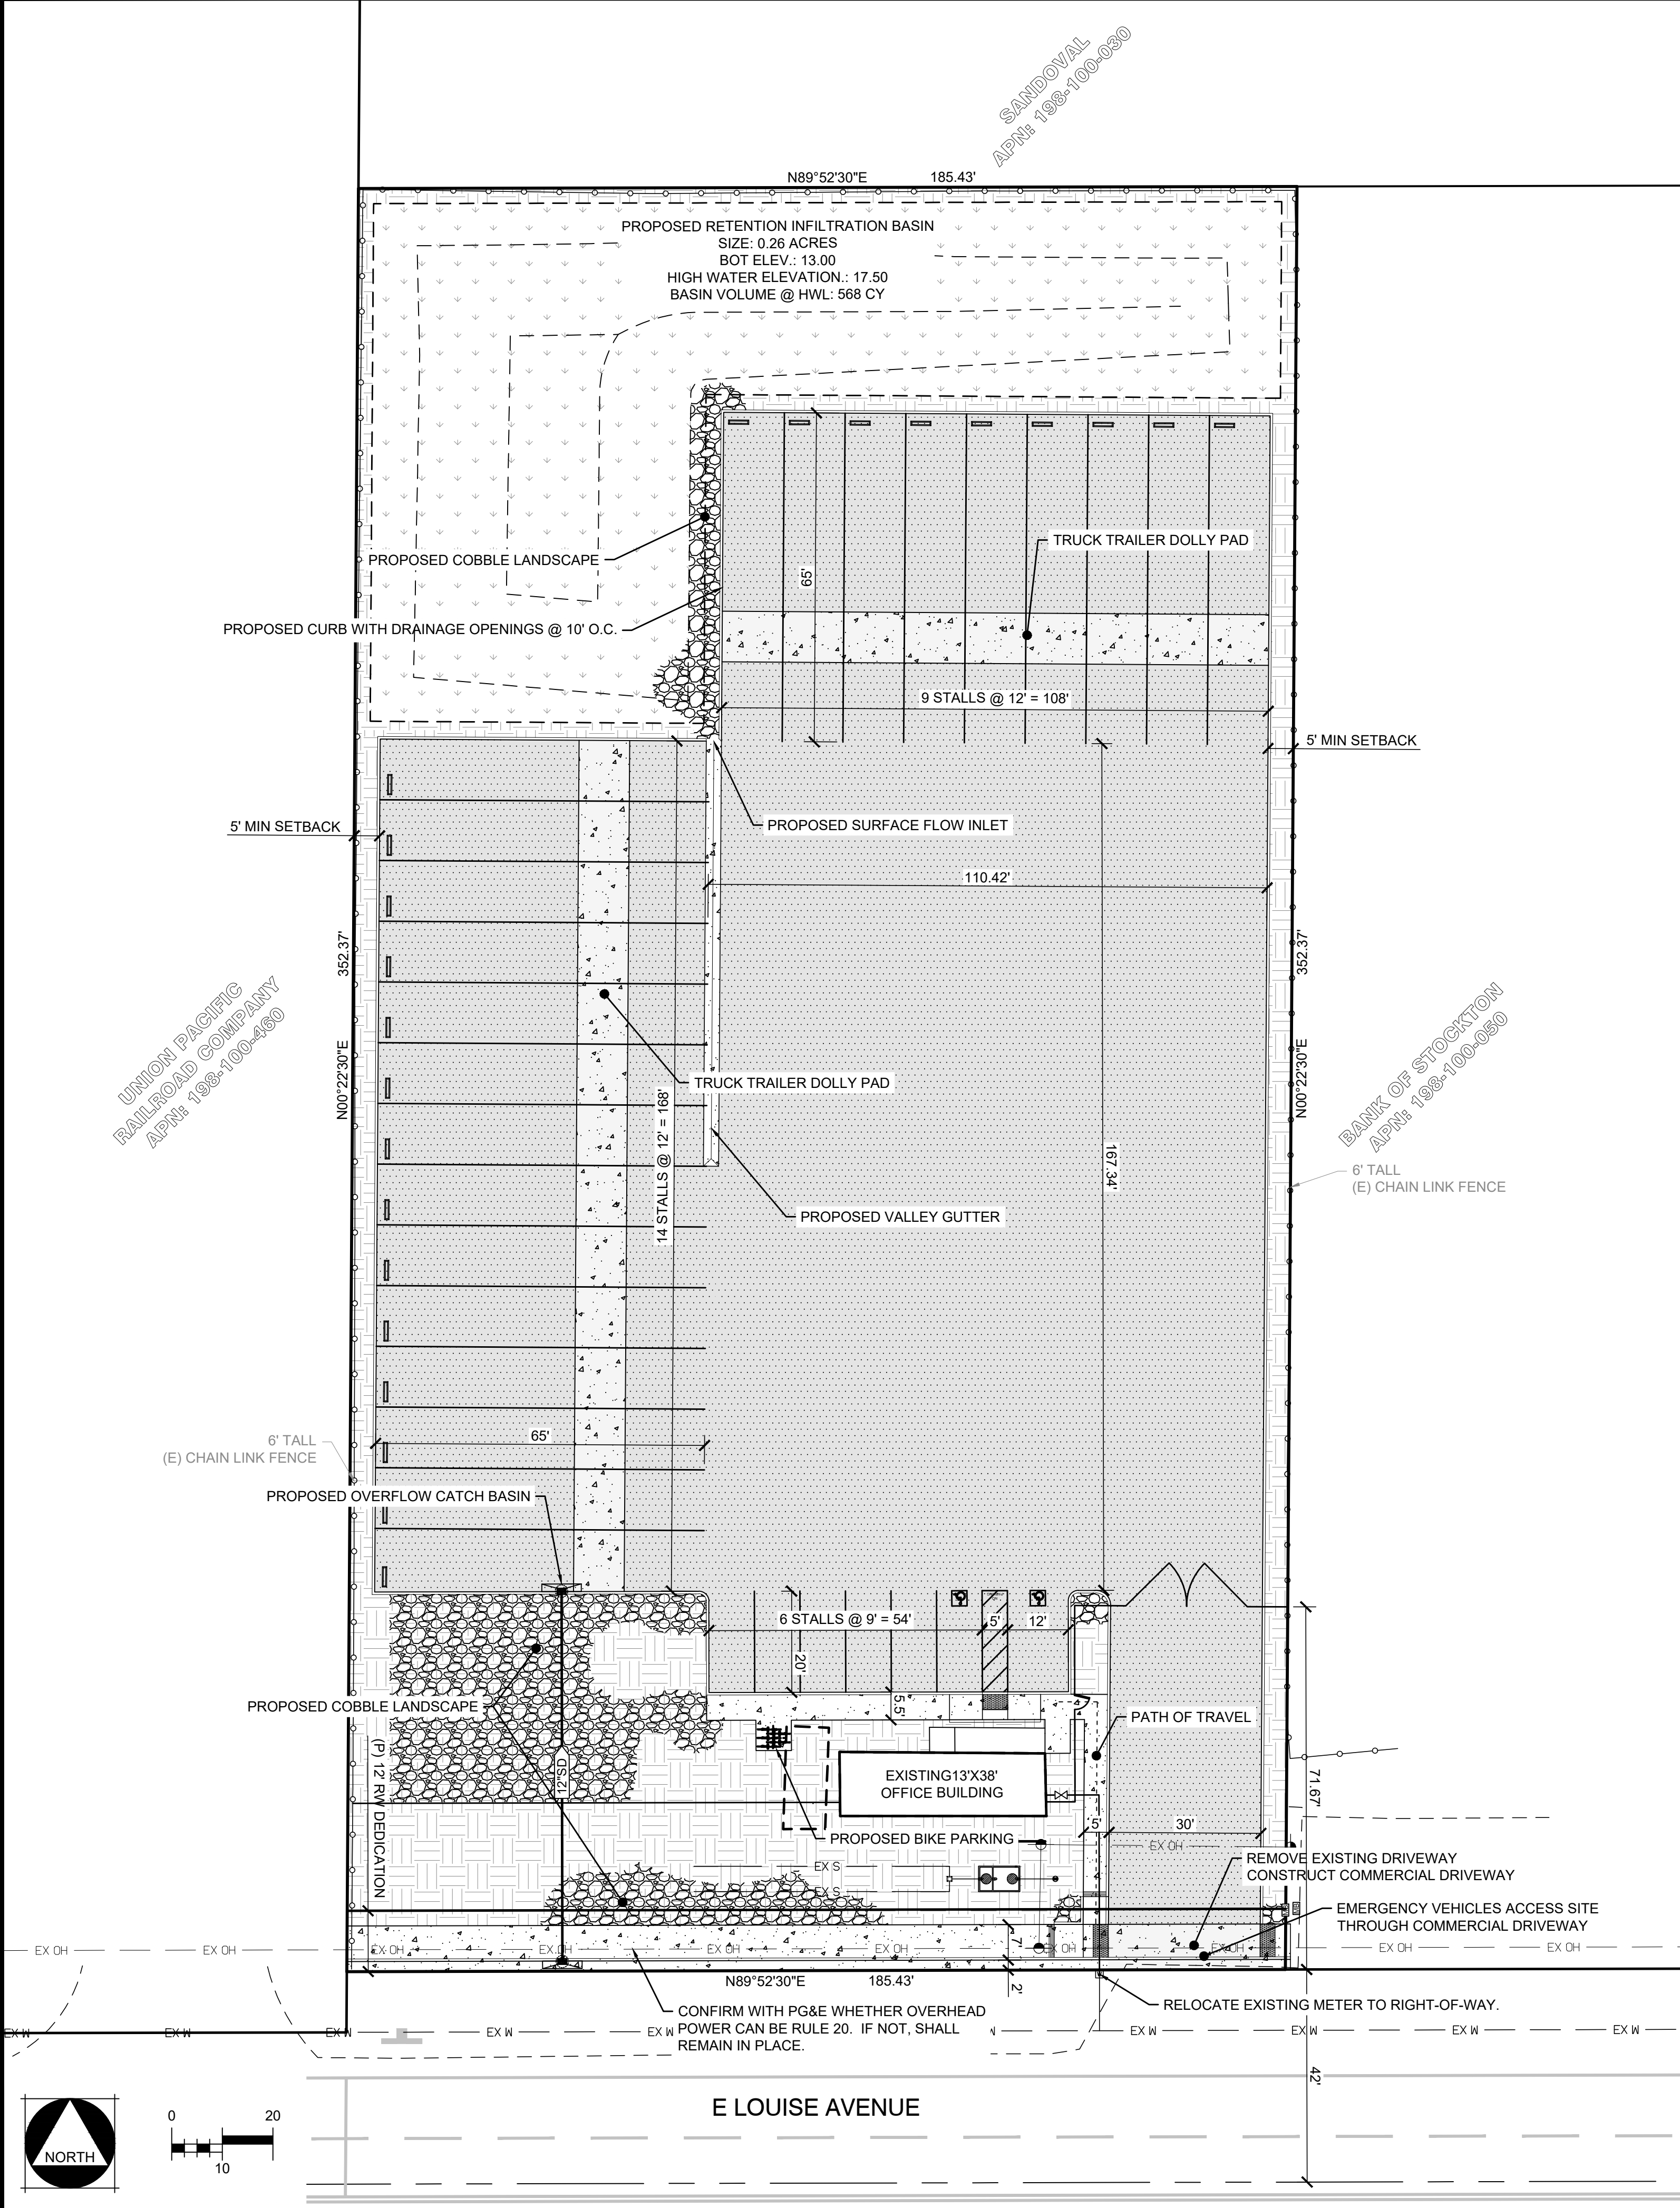 SANDOVAL
APN: 198-100-030
N89°52'30"E 185.43'
PROPOSED RETENTION INFILTRATION BASIN
SIZE: 0.26 ACRES
BOT ELEV.: 13.00
HIGH WATER ELEVATION.: 17.50
BASIN VOLUME @ HWL: 568 CY
TRUCK TRAILER DOLLY PAD
PROPOSED COBBLE LANDSCAPE
65'
PROPOSED CURB WITH DRAINAGE OPENINGS @ 10' O.C.
9 STALLS @ 12' = 108'
5' MIN SETBACK
5' MIN SETBACK
PROPOSED SURFACE FLOW INLET
110.42'
352.37'
N00°22'30"E
352.37'
N00°22'30"E
UNION PACIFIC
RAILROAD COMPANY
APN: 198-100-460
BANK OF STOCKTON
APN: 198-100-050
TRUCK TRAILER DOLLY PAD
14 STALLS @ 12' = 168'
167.34'
6' TALL
(E) CHAIN LINK FENCE
PROPOSED VALLEY GUTTER
65'
6' TALL
(E) CHAIN LINK FENCE
PROPOSED OVERFLOW CATCH BASIN
6 STALLS @ 9' = 54'
5'
12'
20'
5.5'
PROPOSED COBBLE LANDSCAPE
PATH OF TRAVEL
(P) 12' RW DEDICATION
12"SD
EXISTING13'X38'
OFFICE BUILDING
71.67'
5'
30'
PROPOSED BIKE PARKING
EX OH
EX S
EX S
REMOVE EXISTING DRIVEWAY
CONSTRUCT COMMERCIAL DRIVEWAY
EMERGENCY VEHICLES ACCESS SITE
THROUGH COMMERCIAL DRIVEWAY
7'
EX OH EX OH EX OH EX OH EX OH EX OH EX OH EX OH EX OH EX OH
N89°52'30"E 185.43'
2'
RELOCATE EXISTING METER TO RIGHT-OF-WAY.
CONFIRM WITH PG&E WHETHER OVERHEAD
POWER CAN BE RULE 20. IF NOT, SHALL
REMAIN IN PLACE.
EX W EX W EX W EX W EX W EX W EX W EX W EX W
42'
E LOUISE AVENUE
NORTH
0 20
10